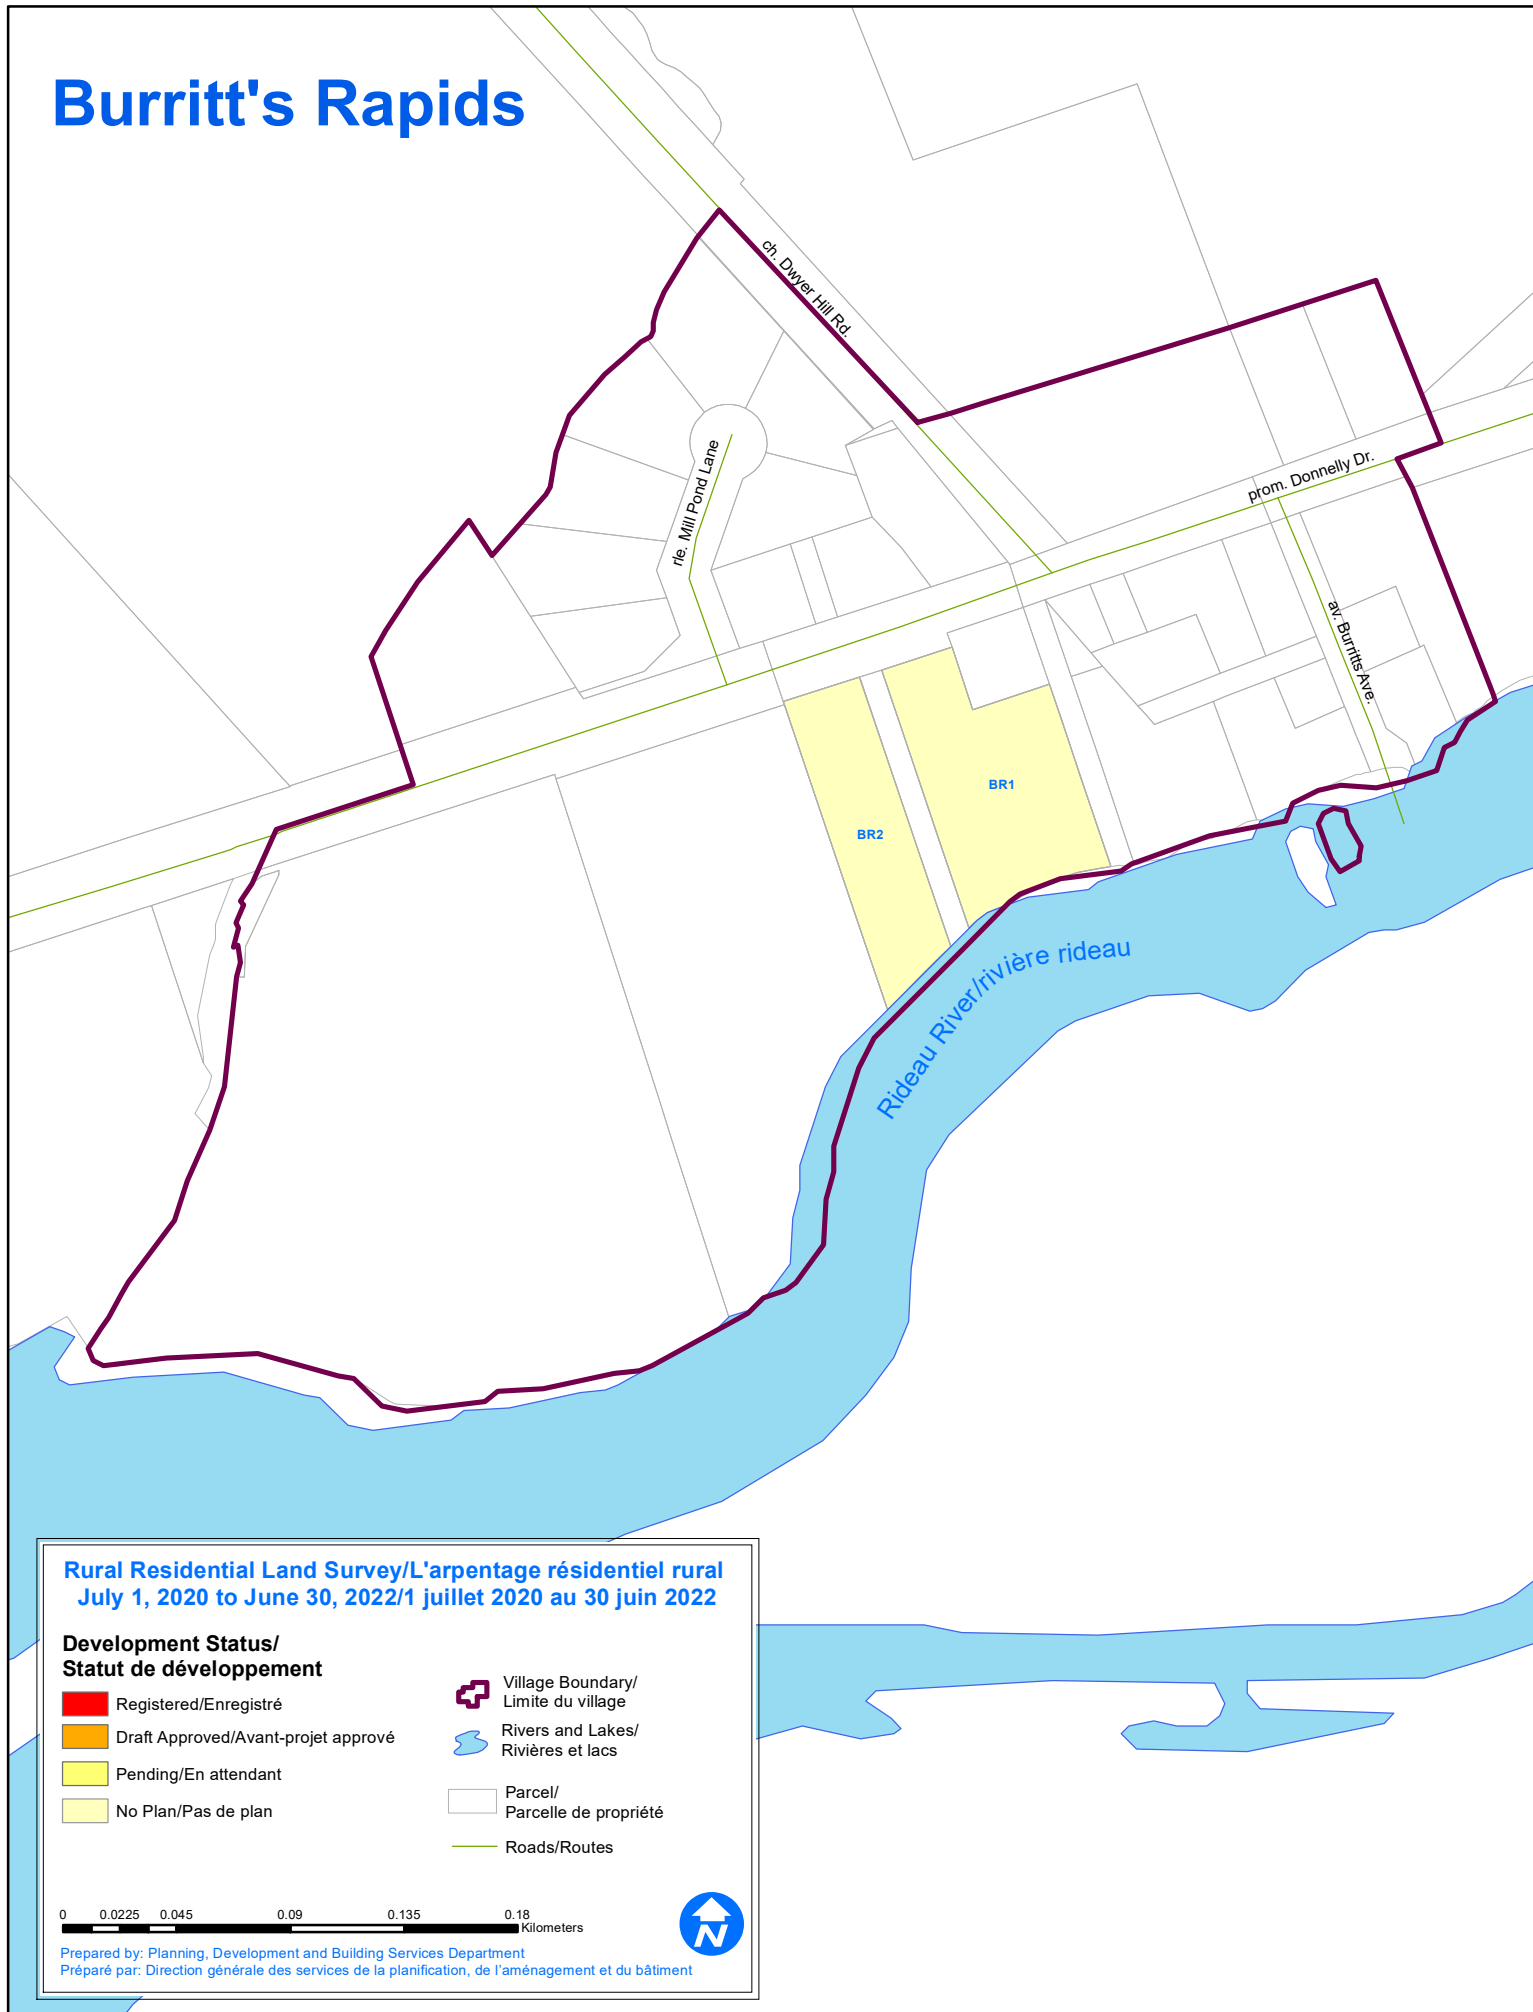 Burritt's Rapids
ch. Dwyer Hill Rd.
prom. Donnelly Dr.
rle. Mill Pond Lane
av. Burritts Ave.
BR1
BR2
Rideau River/rivière rideau
Rural Residential Land Survey/L'arpentage résidentiel rural
July 1, 2020 to June 30, 2022/1 juillet 2020 au 30 juin 2022
Development Status/
Statut de développement
Registered/Enregistré
Draft Approved/Avant-projet apprové
Pending/En attendant
No Plan/Pas de plan
Village Boundary/
Limite du village
Rivers and Lakes/
Rivières et lacs
Parcel/
Parcelle de propriété
Roads/Routes
0 0.0225 0.045 0.09 0.135 0.18
Kilometers
N
Prepared by: Planning, Development and Building Services Department
Préparé par: Direction générale des services de la planification, de l'aménagement et du bâtiment